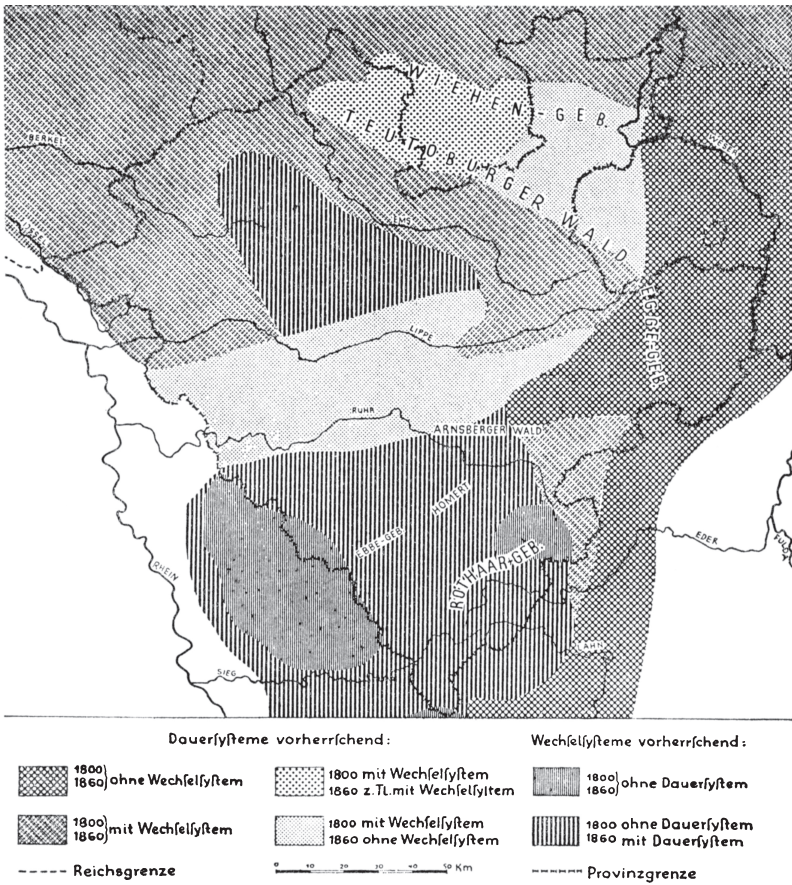 WIEHEN-GEB.
TEUTOBURGER WALD
BERKEL
EMS
LIPPE
RUHR
ARNSBERGER WALD
HOMERT
EBBE-GEB.
ROTHAAR-GEB.
EDER
FULDA
RHEIN
LAHN
SIEG
Dauerſyſteme vorherrſchend:
Wechſelſyſteme vorherrſchend:
1800
1860} ohne Wechſelſyſtem
1800 mit Wechſelſyſtem
1860 z.Tl. mit Wechſelſyſtem
1800
1860} ohne Dauerſyſtem
1800
1860} mit Wechſelſyſtem
1800 mit Wechſelſyſtem
1860 ohne Wechſelſyſtem
1800 ohne Dauerſyſtem
1860 mit Dauerſyſtem
Reichsgrenze
0 10 20 30 40 50 Km
Provinzgrenze